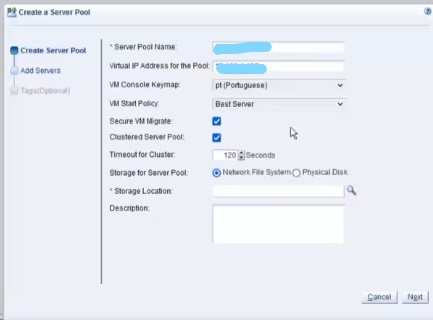 Create a Server Pool
Create Server Pool
Add Servers
Tags(Optional)
* Server Pool Name:
Virtual IP Address for the Pool:
VM Console Keymap: pt (Portuguese)
VM Start Policy: Best Server
Secure VM Migrate:
Clustered Server Pool:
Timeout for Cluster: 120 Seconds
Storage for Server Pool: Network File System Physical Disk
* Storage Location:
Description:
Cancel Next